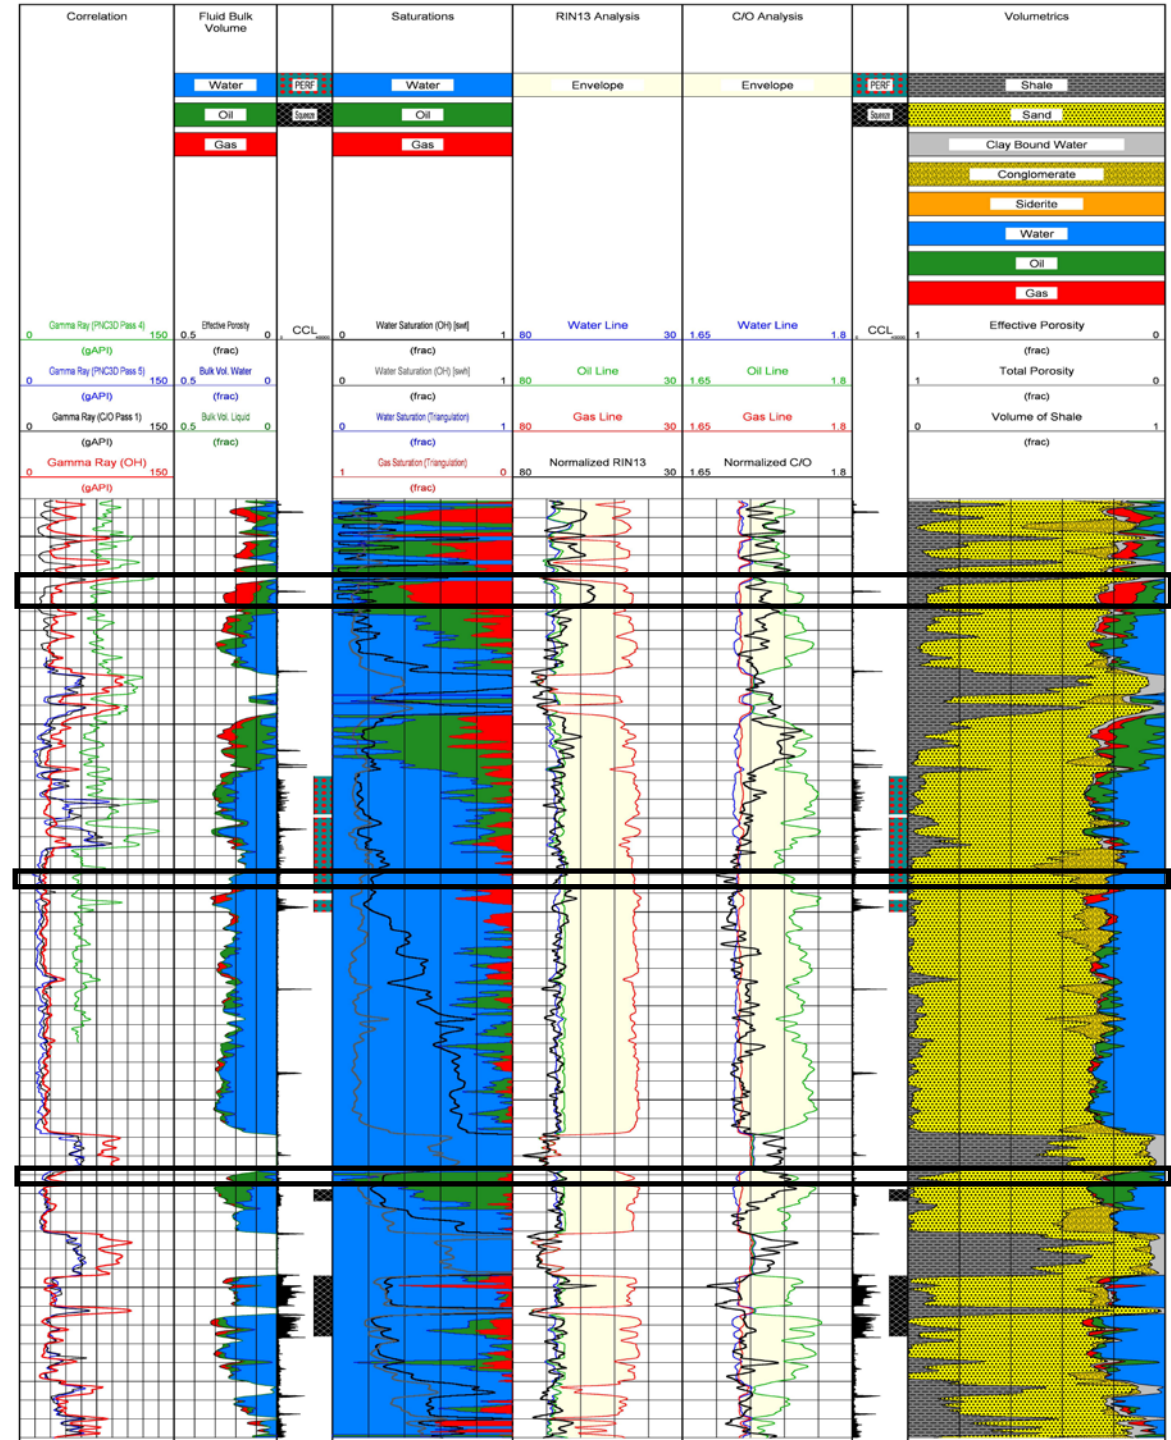 Correlation
Fluid Bulk
Volume
Saturations
RIN13 Analysis
C/O Analysis
Volumetrics
Water
PERF
Water
Envelope
Envelope
PERF
Shale
Oil
Squeeze
Oil
Squeeze
Sand
Gas
Gas
Clay Bound Water
Conglomerate
Siderite
Water
Oil
Gas
0 Gamma Ray (PNC3D Pass 4) 150
(gAPI)
0 Gamma Ray (PNC3D Pass 5) 150
(gAPI)
0 Gamma Ray (C/O Pass 1) 150
(gAPI)
0 Gamma Ray (OH) 150
(gAPI)
0.5 Effective Porosity 0
(frac)
0.5 Bulk Vol. Water 0
(frac)
0.5 Bulk Vol. Liquid 0
(frac)
CCL
0 Water Saturation (OH) [swt] 1
(frac)
0 Water Saturation (OH) [swh] 1
(frac)
0 Water Saturation (Triangulation) 1
(frac)
1 Gas Saturation (Triangulation) 0
(frac)
80 Water Line 30
80 Oil Line 30
80 Gas Line 30
80 Normalized RIN13 30
1.65 Water Line 1.8
1.65 Oil Line 1.8
1.65 Gas Line 1.8
1.65 Normalized C/O 1.8
CCL
1 Effective Porosity 0
(frac)
1 Total Porosity 0
(frac)
0 Volume of Shale 1
(frac)